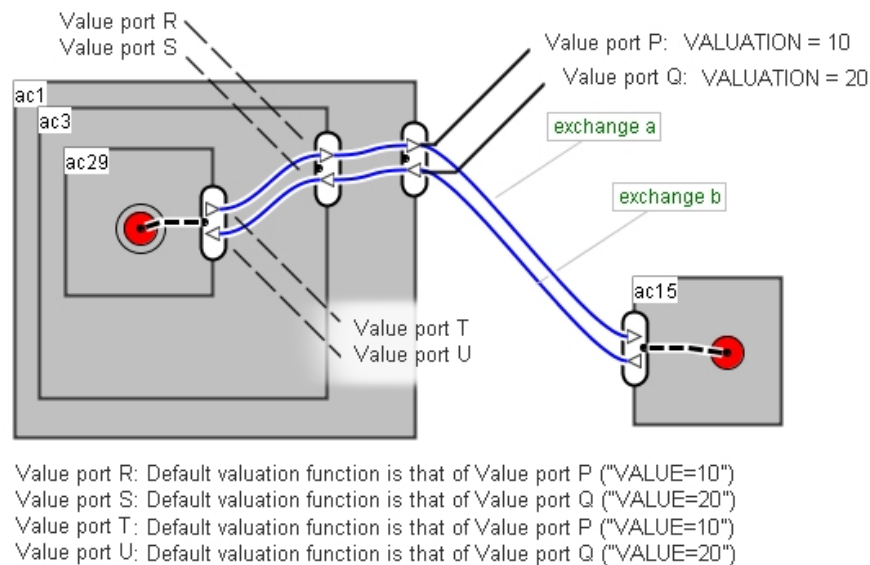 Value port R
Value port S
Value port P: VALUATION = 10
Value port Q: VALUATION = 20
ac1
ac3
exchange a
ac29
exchange b
ac15
Value port T
Value port U
Value port R: Default valuation function is that of Value port P ("VALUE=10")
Value port S: Default valuation function is that of Value port Q ("VALUE=20")
Value port T: Default valuation function is that of Value port P ("VALUE=10")
Value port U: Default valuation function is that of Value port Q ("VALUE=20")